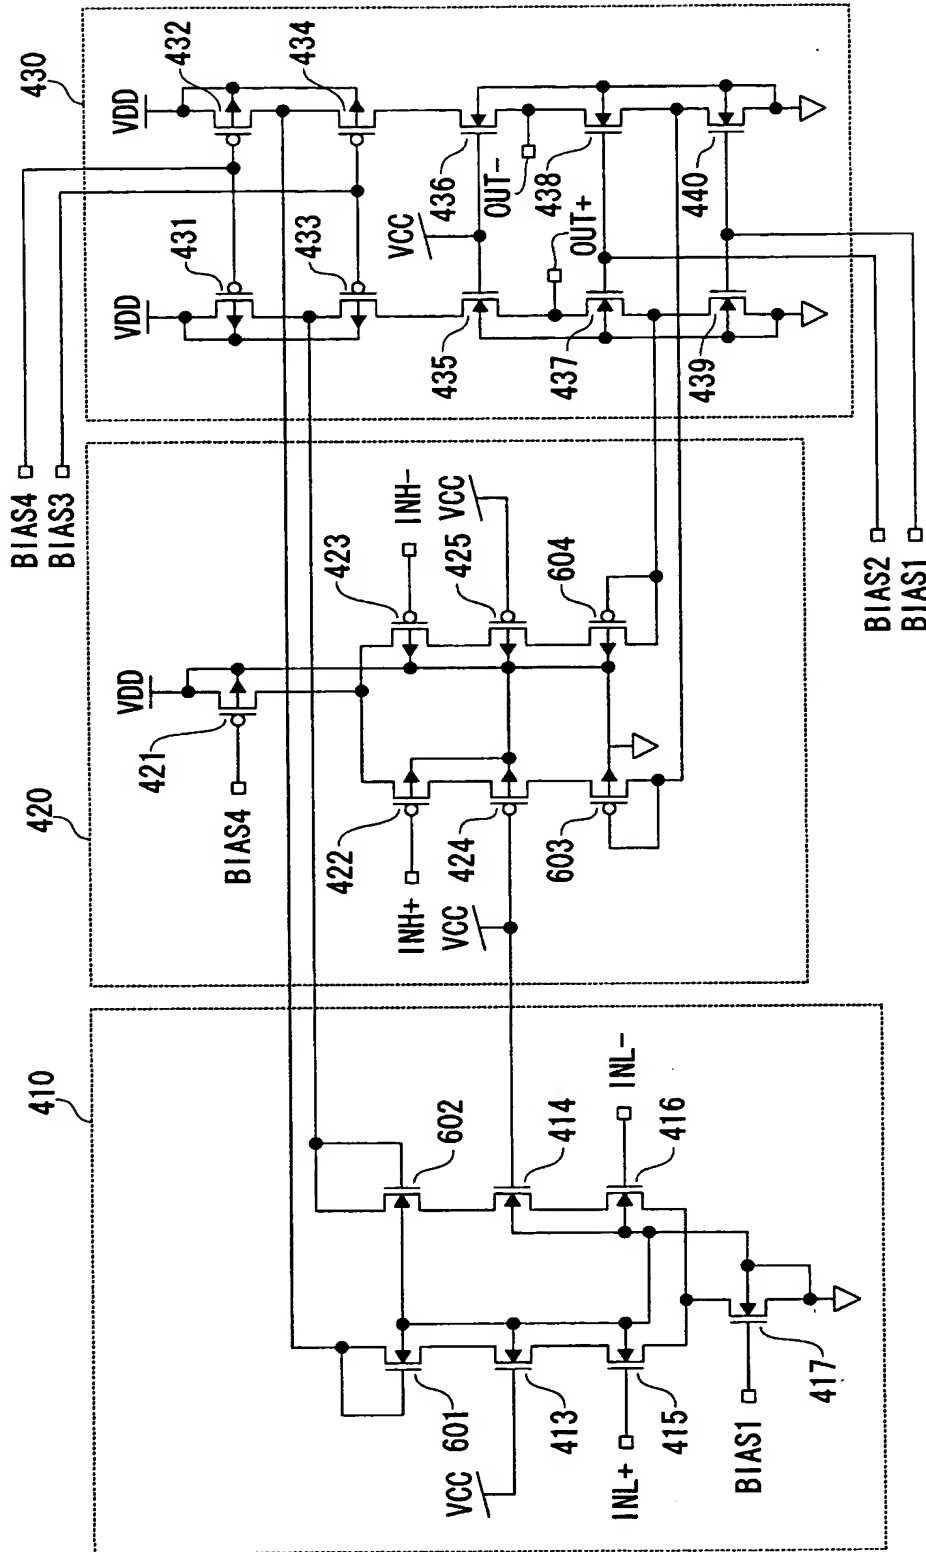 410
601
602
VCC
413
414
INL+
415
416
INL-
BIAS1
417
420
VDD
421
BIAS4
422
423
INH+
INH-
VCC
424
425
VCC
603
604
BIAS4
BIAS3
430
VDD
VDD
431
432
433
434
VCC
435
436
OUT-
OUT+
437
438
439
440
BIAS2
BIAS1